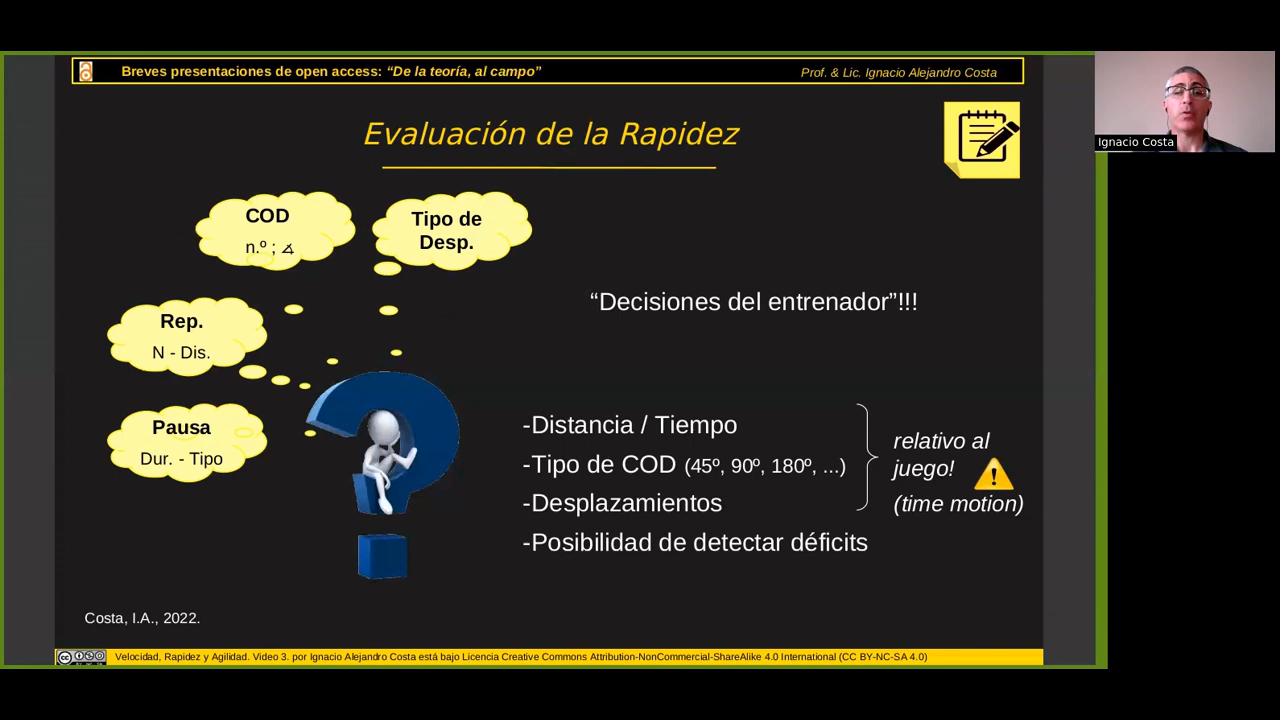 Breves presentaciones de open access: “De la teoría, al campo”
Prof. & Lic. Ignacio Alejandro Costa
Evaluación de la Rapidez
Ignacio Costa
COD
n.º ; ∡
Tipo de
Desp.
Rep.
N - Dis.
Pausa
Dur. - Tipo
“Decisiones del entrenador”!!!
-Distancia / Tiempo
-Tipo de COD (45º, 90º, 180º, ...)
-Desplazamientos
-Posibilidad de detectar déficits
relativo al
juego!
(time motion)
Costa, I.A., 2022.
Velocidad, Rapidez y Agilidad. Video 3. por Ignacio Alejandro Costa está bajo Licencia Creative Commons Attribution-NonCommercial-ShareAlike 4.0 International (CC BY-NC-SA 4.0)